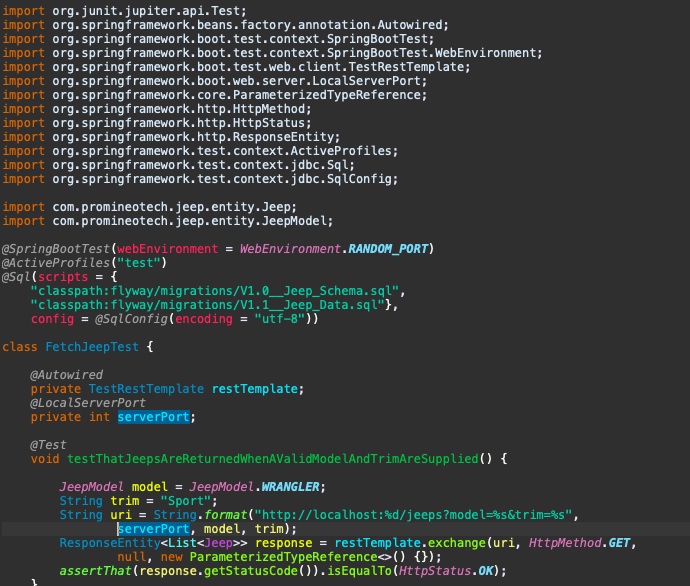 import org.junit.jupiter.api.Test;
import org.springframework.beans.factory.annotation.Autowired;
import org.springframework.boot.test.context.SpringBootTest;
import org.springframework.boot.test.context.SpringBootTest.WebEnvironment;
import org.springframework.boot.test.web.client.TestRestTemplate;
import org.springframework.boot.web.server.LocalServerPort;
import org.springframework.core.ParameterizedTypeReference;
import org.springframework.http.HttpMethod;
import org.springframework.http.HttpStatus;
import org.springframework.http.ResponseEntity;
import org.springframework.test.context.ActiveProfiles;
import org.springframework.test.context.jdbc.Sql;
import org.springframework.test.context.jdbc.SqlConfig;

import com.promineotech.jeep.entity.Jeep;
import com.promineotech.jeep.entity.JeepModel;

@SpringBootTest(webEnvironment = WebEnvironment.RANDOM_PORT)
@ActiveProfiles("test")
@Sql(scripts = {
    "classpath:flyway/migrations/V1.0__Jeep_Schema.sql",
    "classpath:flyway/migrations/V1.1__Jeep_Data.sql"},
    config = @SqlConfig(encoding = "utf-8"))

class FetchJeepTest {

    @Autowired
    private TestRestTemplate restTemplate;
    @LocalServerPort
    private int serverPort;

    @Test
    void testThatJeepsAreReturnedWhenAValidModelAndTrimAreSupplied() {

        JeepModel model = JeepModel.WRANGLER;
        String trim = "Sport";
        String uri = String.format("http://localhost:%d/jeeps?model=%s&trim=%s",
                serverPort, model, trim);
        ResponseEntity<List<Jeep>> response = restTemplate.exchange(uri, HttpMethod.GET,
                null, new ParameterizedTypeReference<>() {});
        assertThat(response.getStatusCode()).isEqualTo(HttpStatus.OK);
    }